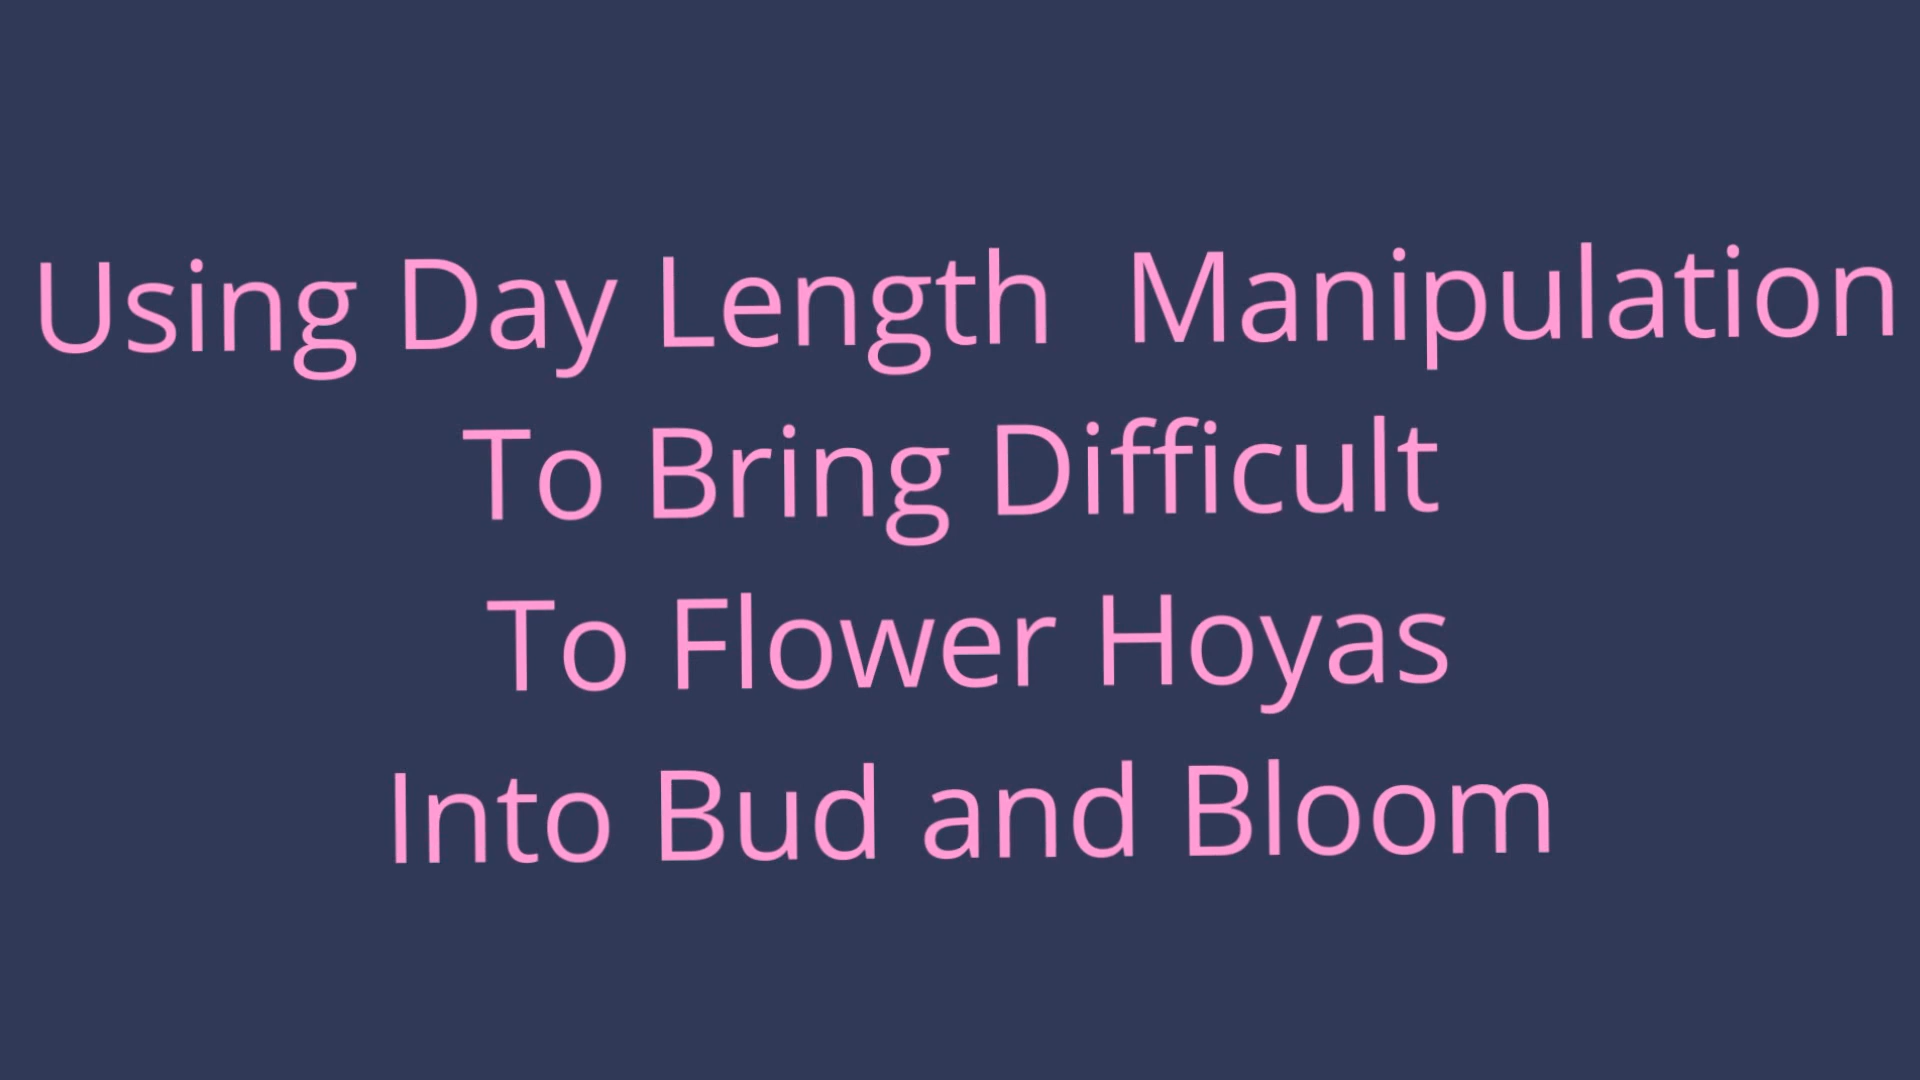 Using Day Length  Manipulation
To Bring Difficult
To Flower Hoyas
Into Bud and Bloom